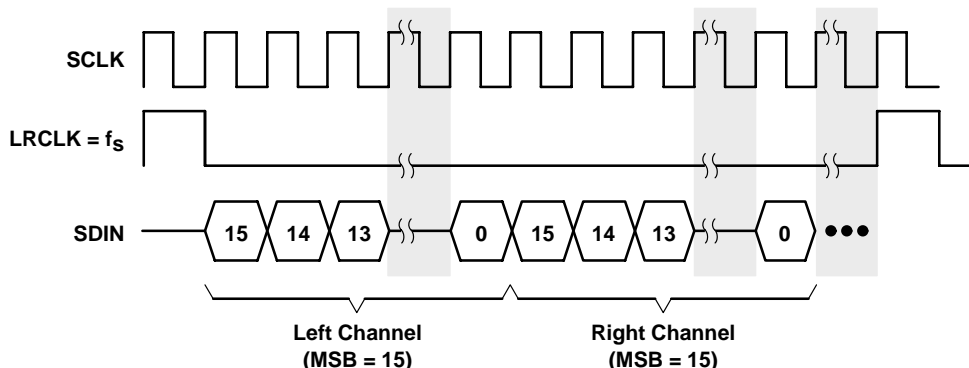 SCLK
LRCLK = fs
SDIN
15 14 13 0 15 14 13 0
Left Channel
(MSB = 15)
Right Channel
(MSB = 15)